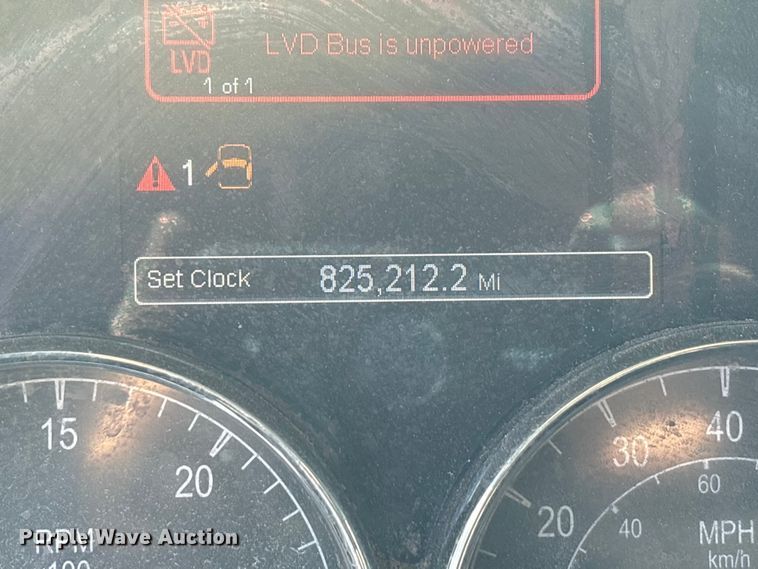 LVD Bus is unpowered
LVD
1 of 1
1
Set Clock 825,212.2 Mi
15
20
RPM
20
30
40
40
60
MPH
km/h
Purple Wave Auction